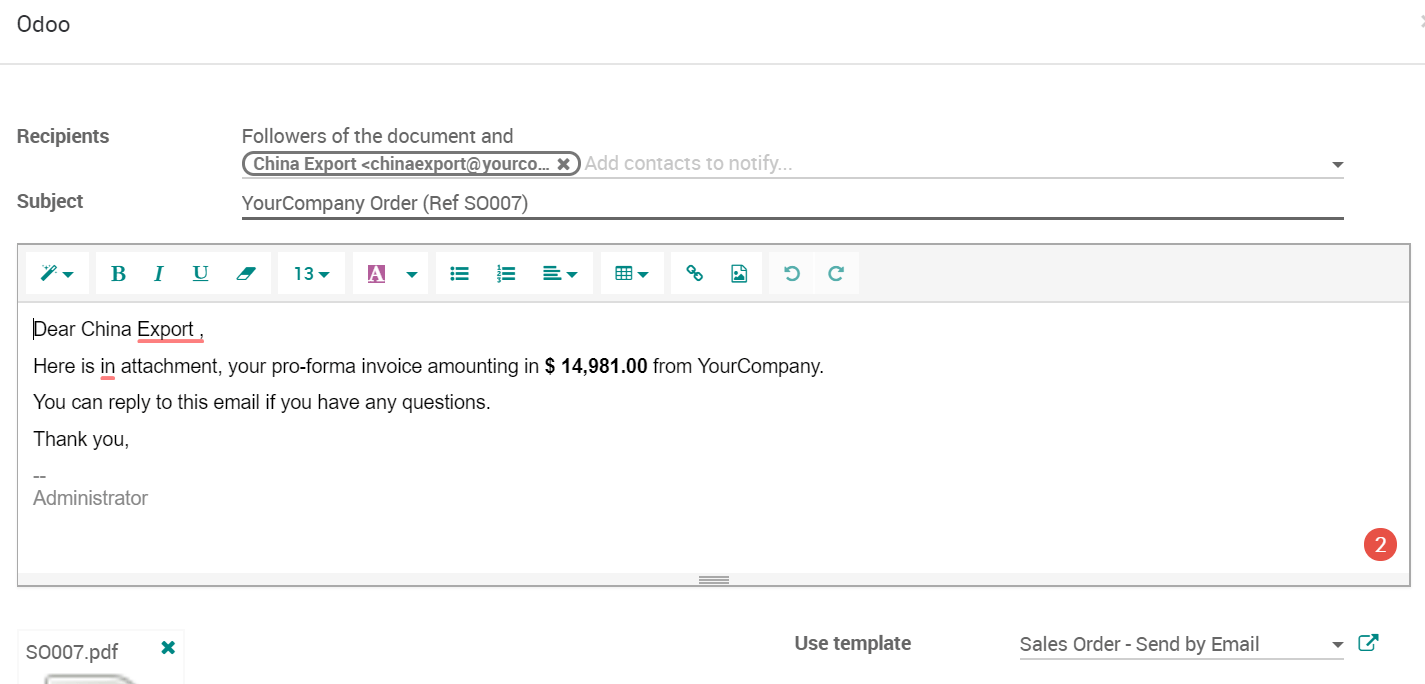 Odoo
Recipients
Followers of the document and
China Export <chinaexport@yourco... ✖ Add contacts to notify...
Subject
YourCompany Order (Ref SO007)
B I U 13 A
Dear China Export ,
Here is in attachment, your pro-forma invoice amounting in $ 14,981.00 from YourCompany.
You can reply to this email if you have any questions.
Thank you,
--
Administrator
2
SO007.pdf ✖
Use template
Sales Order - Send by Email